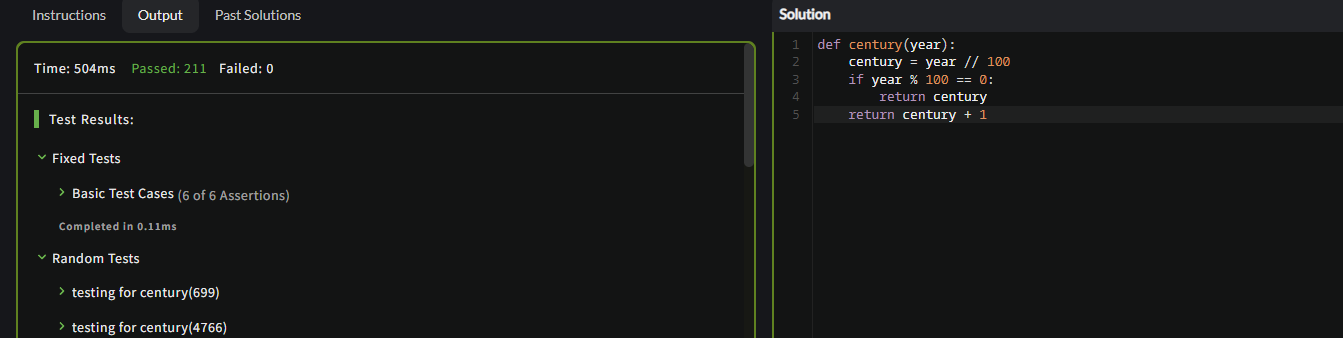 Instructions Output Past Solutions
Time: 504ms Passed: 211 Failed: 0
Test Results:
Fixed Tests
Basic Test Cases (6 of 6 Assertions)
Completed in 0.11ms
Random Tests
testing for century(699)
testing for century(4766)
Solution
1 def century(year):
2     century = year // 100
3     if year % 100 == 0:
4         return century
5     return century + 1